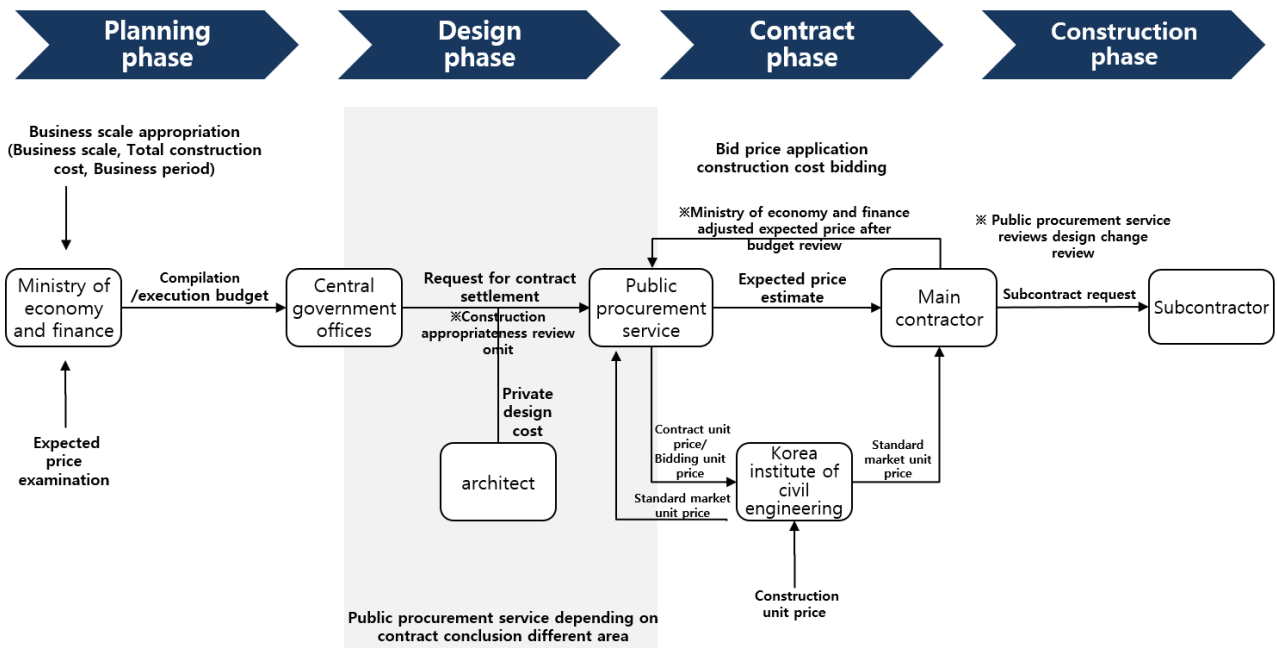 Planning
phase
Design
phase
Contract
phase
Construction
phase
Business scale appropriation
(Business scale, Total construction
cost, Business period)
Bid price application
construction cost bidding
※Ministry of economy and finance
adjusted expected price after
budget review
※ Public procurement service
reviews design change
review
Ministry of
economy
and finance
Compilation
/execution budget
Central
government
offices
Request for contract
settlement
※Construction
appropriateness review
omit
Public
procurement
service
Expected price
estimate
Main
contractor
Subcontract request
Subcontractor
Private
design
cost
Expected
price
examination
architect
Contract unit
price/
Bidding unit
price
Standard market
unit price
Korea
institute of
civil
engineering
Standard
market unit
price
Construction
unit price
Public procurement service depending on
contract conclusion different area